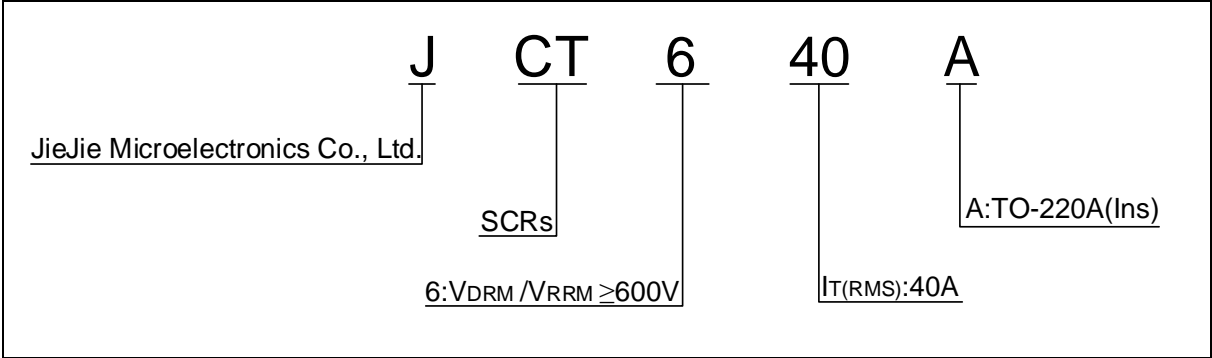 J CT 6 40 A
JieJie Microelectronics Co., Ltd.
A:TO-220A(Ins)
SCRs
6:VDRM /VRRM ≥600V
IT(RMS):40A